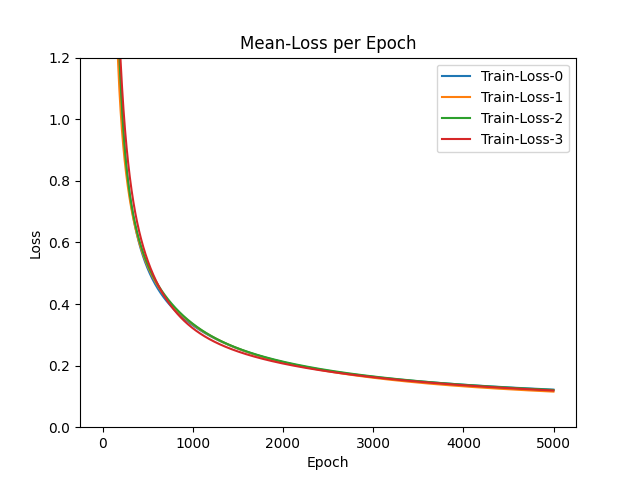 Mean-Loss per Epoch
Train-Loss-0
Train-Loss-1
Train-Loss-2
Train-Loss-3
Loss
1.2
1.0
0.8
0.6
0.4
0.2
0.0
0 1000 2000 3000 4000 5000
Epoch